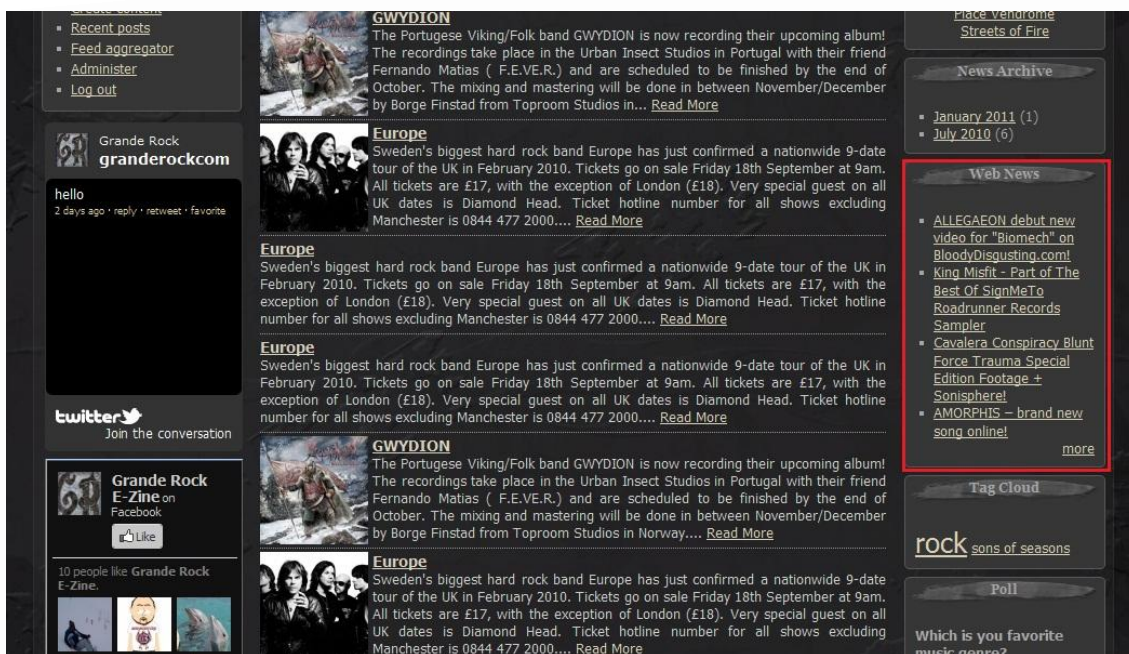 Create content
Recent posts
Feed aggregator
Administer
Log out
Grande Rock
granderockcom
hello
2 days ago · reply · retweet · favorite
twitter
Join the conversation
Grande Rock
E-Zine on
Facebook
Like
10 people like Grande Rock
E-Zine.
GWYDION
The Portugese Viking/Folk band GWYDION is now recording their upcoming album!
The recordings take place in the Urban Insect Studios in Portugal with their friend
Fernando Matias ( F.E.VE.R.) and are scheduled to be finished by the end of
October. The mixing and mastering will be done in between November/December
by Borge Finstad from Toproom Studios in... Read More
Europe
Sweden's biggest hard rock band Europe has just confirmed a nationwide 9-date
tour of the UK in February 2010. Tickets go on sale Friday 18th September at 9am.
All tickets are £17, with the exception of London (£18). Very special guest on all
UK dates is Diamond Head. Ticket hotline number for all shows excluding
Manchester is 0844 477 2000.... Read More
Europe
Sweden's biggest hard rock band Europe has just confirmed a nationwide 9-date tour of the UK in
February 2010. Tickets go on sale Friday 18th September at 9am. All tickets are £17, with the
exception of London (£18). Very special guest on all UK dates is Diamond Head. Ticket hotline
number for all shows excluding Manchester is 0844 477 2000.... Read More
Europe
Sweden's biggest hard rock band Europe has just confirmed a nationwide 9-date tour of the UK in
February 2010. Tickets go on sale Friday 18th September at 9am. All tickets are £17, with the
exception of London (£18). Very special guest on all UK dates is Diamond Head. Ticket hotline
number for all shows excluding Manchester is 0844 477 2000.... Read More
GWYDION
The Portugese Viking/Folk band GWYDION is now recording their upcoming album!
The recordings take place in the Urban Insect Studios in Portugal with their friend
Fernando Matias ( F.E.VE.R.) and are scheduled to be finished by the end of
October. The mixing and mastering will be done in between November/December
by Borge Finstad from Toproom Studios in Norway.... Read More
Europe
Sweden's biggest hard rock band Europe has just confirmed a nationwide 9-date
tour of the UK in February 2010. Tickets go on sale Friday 18th September at 9am.
All tickets are £17, with the exception of London (£18). Very special guest on all
UK dates is Diamond Head. Ticket hotline number for all shows excluding
Manchester is 0844 477 2000.... Read More
Place Vendrome
Streets of Fire
News Archive
January 2011 (1)
July 2010 (6)
Web News
ALLEGAEON debut new
video for "Biomech" on
BloodyDisgusting.com!
King Misfit - Part of The
Best Of SignMeTo
Roadrunner Records
Sampler
Cavalera Conspiracy Blunt
Force Trauma Special
Edition Footage +
Sonisphere!
AMORPHIS – brand new
song online!
more
Tag Cloud
rock sons of seasons
Poll
Which is you favorite
music genre?